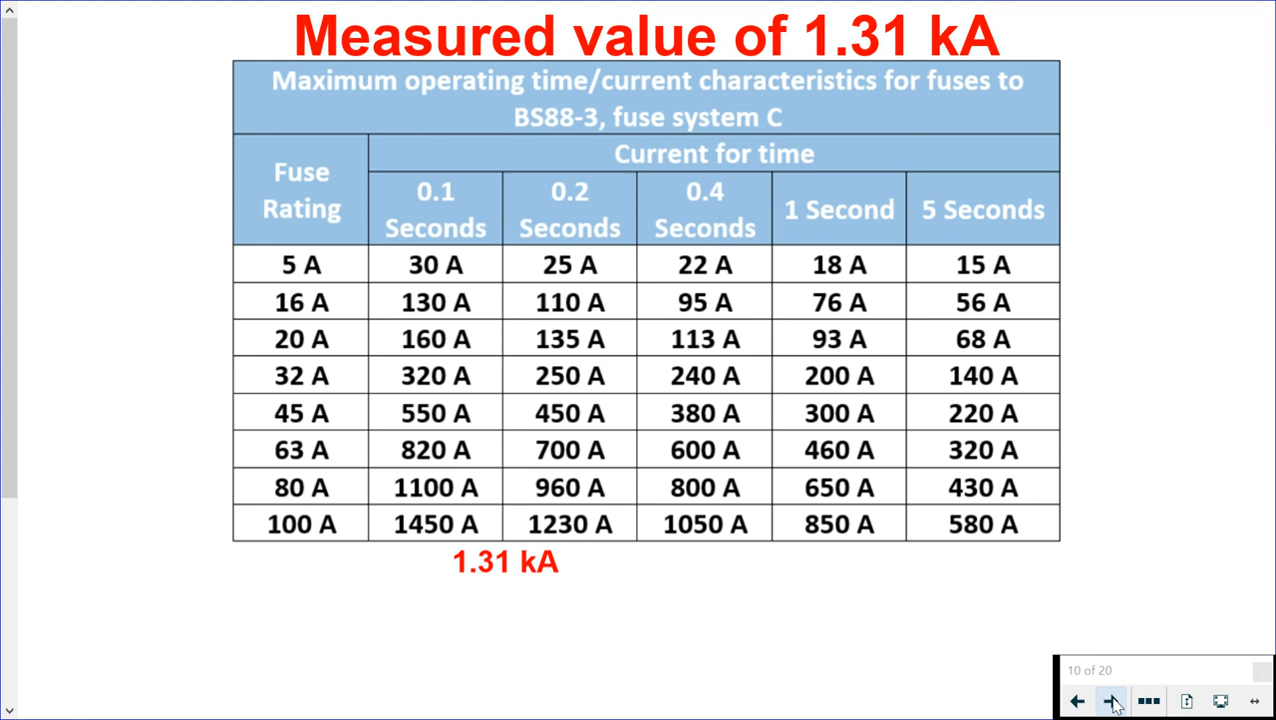 Measured value of 1.31 kA
Maximum operating time/current characteristics for fuses to
BS88-3, fuse system C
Fuse
Rating
Current for time
0.1
Seconds
0.2
Seconds
0.4
Seconds
1 Second
5 Seconds
5 A 30 A 25 A 22 A 18 A 15 A
16 A 130 A 110 A 95 A 76 A 56 A
20 A 160 A 135 A 113 A 93 A 68 A
32 A 320 A 250 A 240 A 200 A 140 A
45 A 550 A 450 A 380 A 300 A 220 A
63 A 820 A 700 A 600 A 460 A 320 A
80 A 1100 A 960 A 800 A 650 A 430 A
100 A 1450 A 1230 A 1050 A 850 A 580 A
1.31 kA
10 of 20